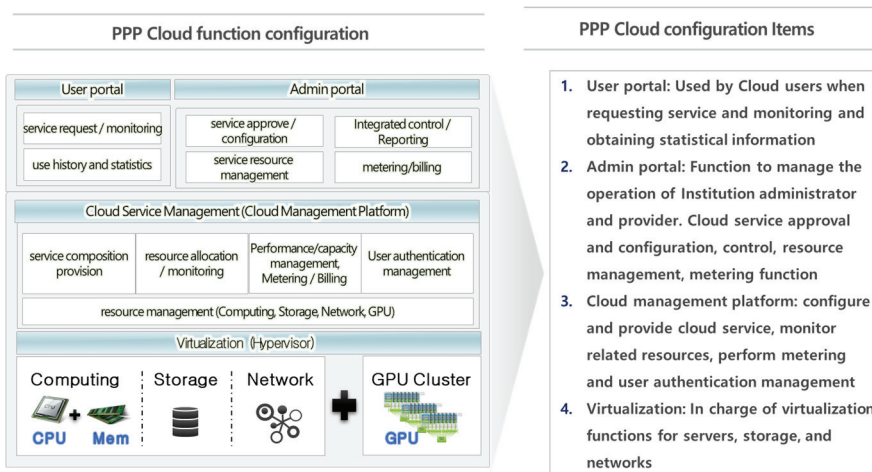 PPP Cloud function configuration
PPP Cloud configuration Items
User portal
Admin portal
service request / monitoring
use history and statistics
service approve /
configuration
Integrated control /
Reporting
service resource
management
metering/billing
Cloud Service Management (Cloud Management Platform)
service composition
provision
resource allocation
/ monitoring
Performance/capacity
management,
Metering / Billing
User authentication
management
resource management (Computing, Storage, Network, GPU)
Virtualization (Hypervisor)
Computing
Storage
Network
GPU Cluster
CPU
Mem
GPU
1. User portal: Used by Cloud users when
requesting service and monitoring and
obtaining statistical information
2. Admin portal: Function to manage the
operation of Institution administrator
and provider. Cloud service approval
and configuration, control, resource
management, metering function
3. Cloud management platform: configure
and provide cloud service, monitor
related resources, perform metering
and user authentication management
4. Virtualization: In charge of virtualization
functions for servers, storage, and
networks